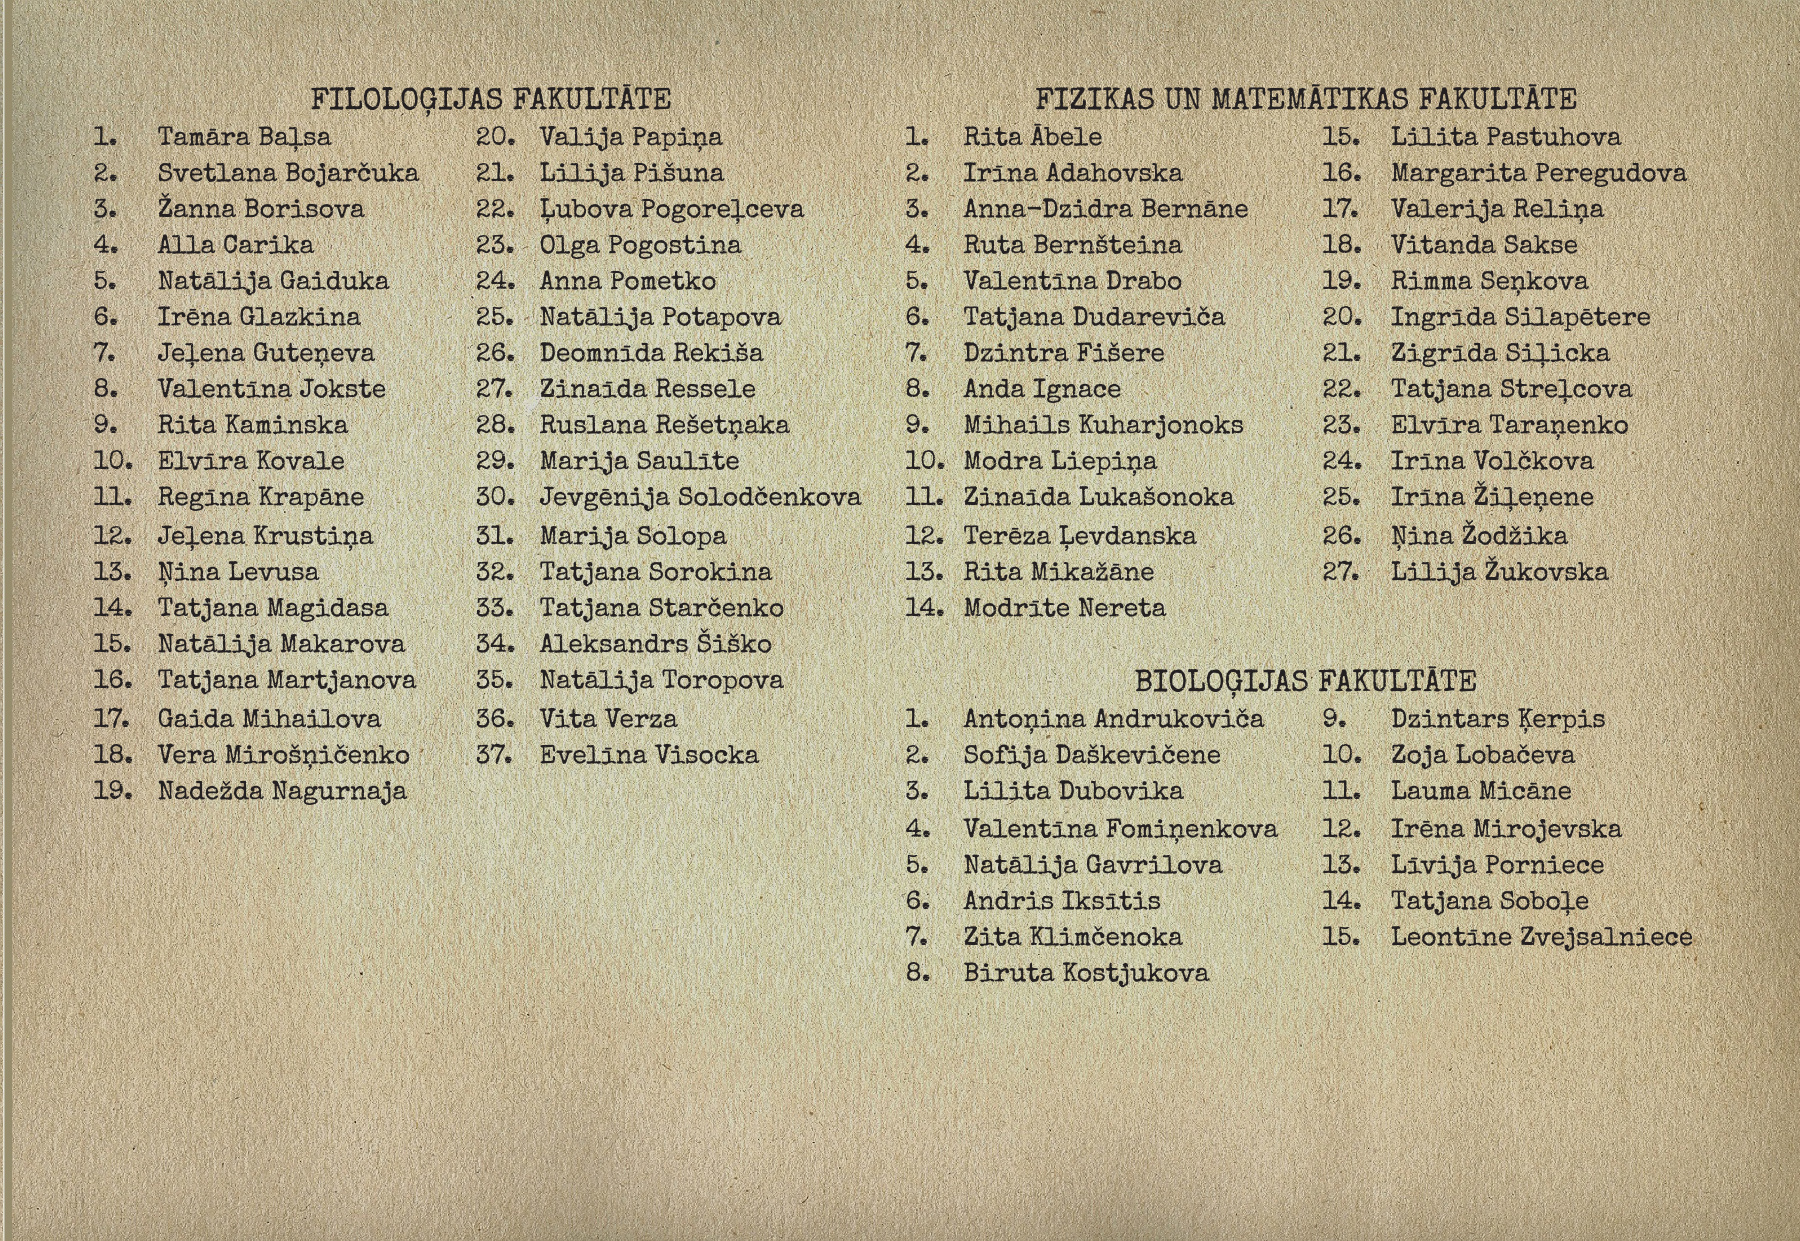 FILOLOĢIJAS FAKULTĀTE
1. Tamāra Baļsa
2. Svetlana Bojarčuka
3. Žanna Borisova
4. Alla Carika
5. Natālija Gaiduka
6. Irēna Glazkina
7. Jeļena Guteņeva
8. Valentīna Jokste
9. Rita Kaminska
10. Elvīra Kovale
11. Regīna Krapāne
12. Jeļena Krustiņa
13. Ņina Levusa
14. Tatjana Magidasa
15. Natālija Makarova
16. Tatjana Martjanova
17. Gaida Mihailova
18. Vera Mirošņičenko
19. Nadežda Nagurnaja
20. Valija Papiņa
21. Lilija Pišuna
22. Ļubova Pogoreļceva
23. Olga Pogostina
24. Anna Pometko
25. Natālija Potapova
26. Deomnīda Rekiša
27. Zinaīda Ressele
28. Ruslana Rešetņaka
29. Marija Saulīte
30. Jevgēnija Solodčenkova
31. Marija Solopa
32. Tatjana Sorokina
33. Tatjana Starčenko
34. Aleksandrs Šiško
35. Natālija Toropova
36. Vita Verza
37. Evelīna Visocka
FIZIKAS UN MATEMĀTIKAS FAKULTĀTE
1. Rita Ābele
2. Irīna Adahovska
3. Anna-Dzidra Bernāne
4. Ruta Bernšteina
5. Valentīna Drabo
6. Tatjana Dudareviča
7. Dzintra Fišere
8. Anda Ignace
9. Mihails Kuharjonoks
10. Modra Liepiņa
11. Zinaīda Lukašonoka
12. Terēza Ļevdanska
13. Rita Mikažāne
14. Modrīte Nereta
15. Lilita Pastuhova
16. Margarita Peregudova
17. Valerija Reliņa
18. Vitanda Sakse
19. Rimma Seņkova
20. Ingrīda Silapētere
21. Zigrīda Siļicka
22. Tatjana Streļcova
23. Elvīra Taraņenko
24. Irīna Volčkova
25. Irīna Žiļeņene
26. Ņina Žodžika
27. Lilija Žukovska
BIOLOĢIJAS FAKULTĀTE
1. Antoņina Andrukoviča
2. Sofija Daškevičene
3. Lilita Dubovika
4. Valentīna Fomiņenkova
5. Natālija Gavrilova
6. Andris Iksītis
7. Zita Klimčenoka
8. Biruta Kostjukova
9. Dzintars Ķerpis
10. Zoja Lobačeva
11. Lauma Micāne
12. Irēna Mirojevska
13. Līvija Porniece
14. Tatjana Soboļe
15. Leontīne Zvejsalniece